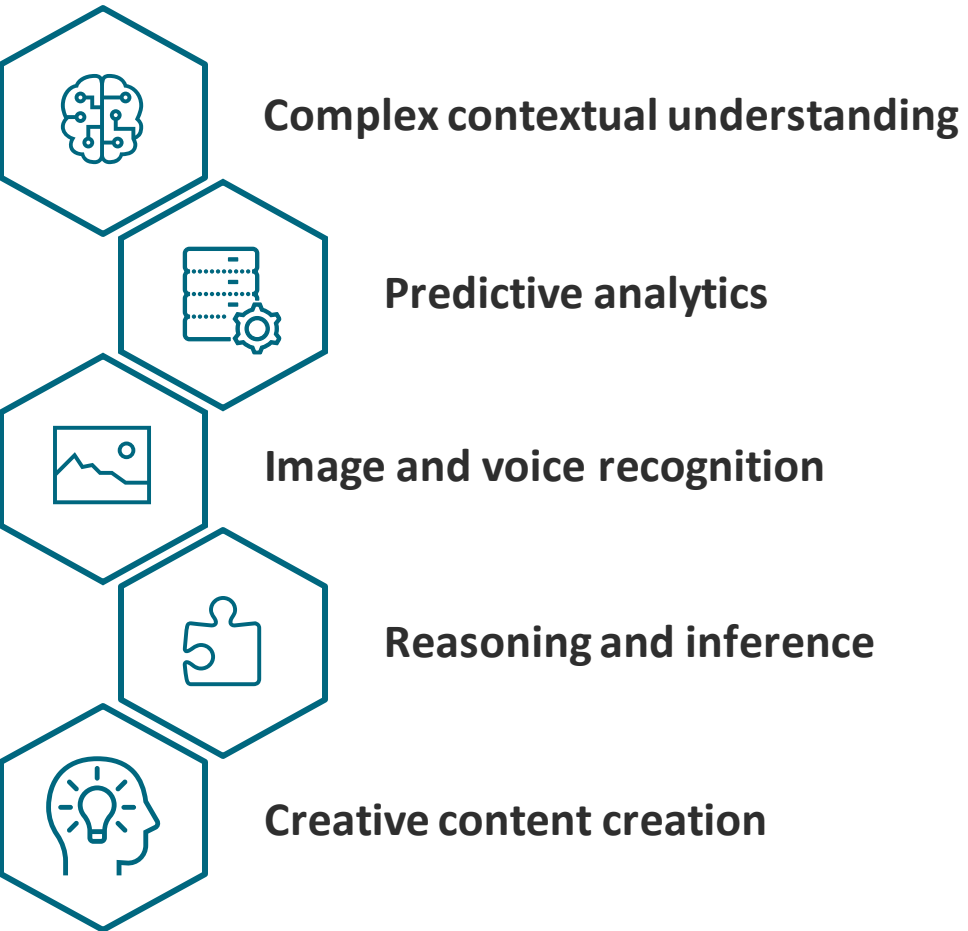 Complex contextual understanding
Predictive analytics
Image and voice recognition
Reasoning and inference
Creative content creation